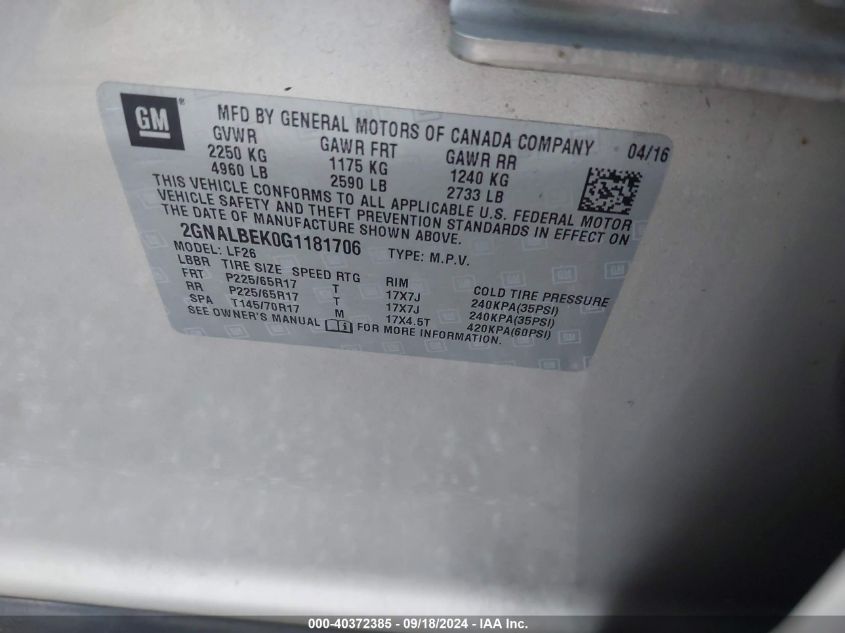 GM ®
MFD BY GENERAL MOTORS OF CANADA COMPANY 04/16
GVWR GAWR FRT GAWR RR
2250 KG 1175 KG 1240 KG
4960 LB 2590 LB 2733 LB
THIS VEHICLE CONFORMS TO ALL APPLICABLE U.S. FEDERAL MOTOR
VEHICLE SAFETY AND THEFT PREVENTION STANDARDS IN EFFECT ON
THE DATE OF MANUFACTURE SHOWN ABOVE.
2GNALBEK0G1181706 TYPE: M.P.V.
MODEL: LF26
LBBR TIRE SIZE SPEED RTG RIM COLD TIRE PRESSURE
FRT P225/65R17 T 17X7J 240KPA(35PSI)
RR P225/65R17 T 17X7J 240KPA(35PSI)
SPA T145/70R17 M 17X4.5T 420KPA(60PSI)
SEE OWNER'S MANUAL FOR MORE INFORMATION.
000-40372385 - 09/18/2024 - IAA Inc.